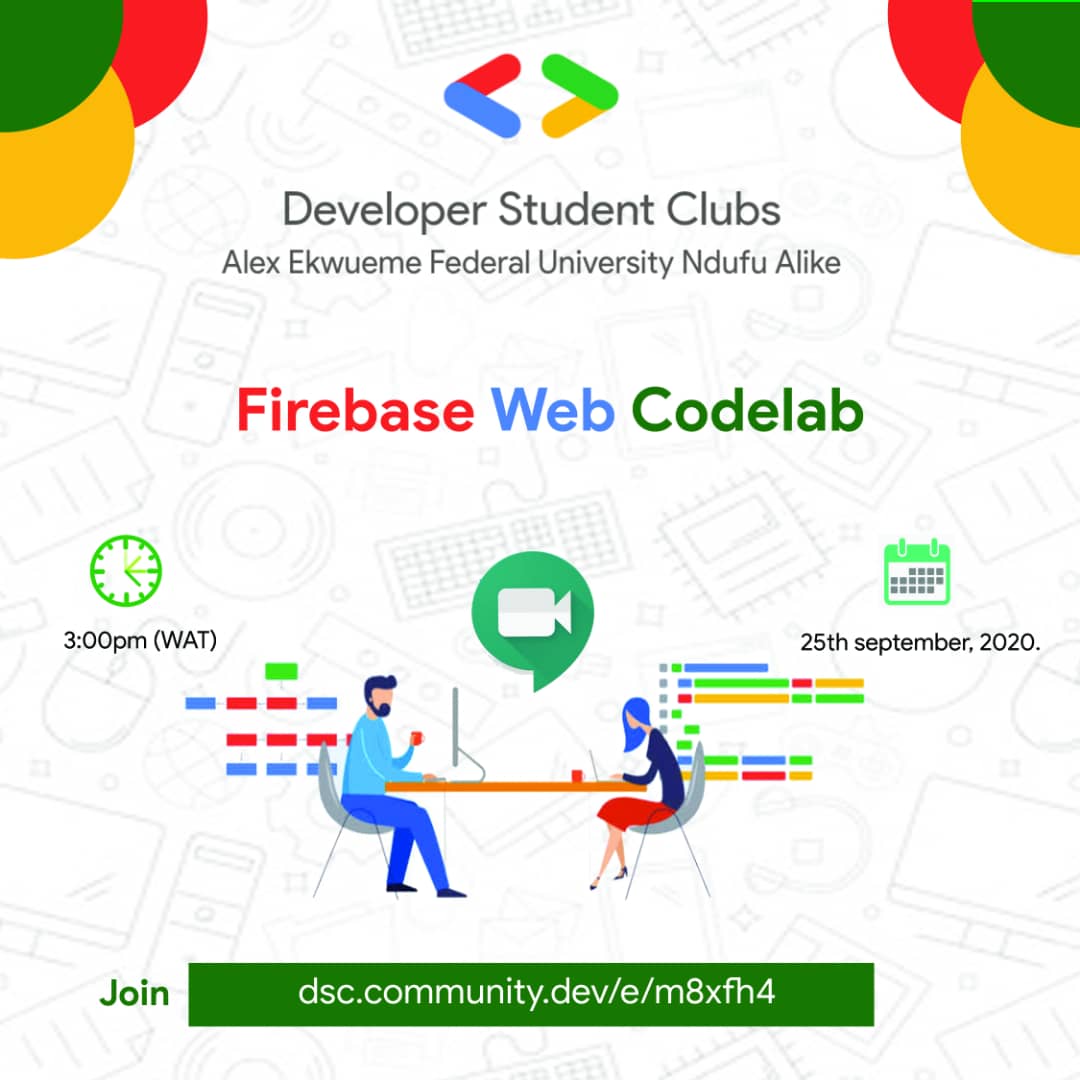 Developer Student Clubs
Alex Ekwueme Federal University Ndufu Alike
Firebase Web Codelab
3:00pm (WAT)
25th september, 2020.
Join
dsc.community.dev/e/m8xfh4